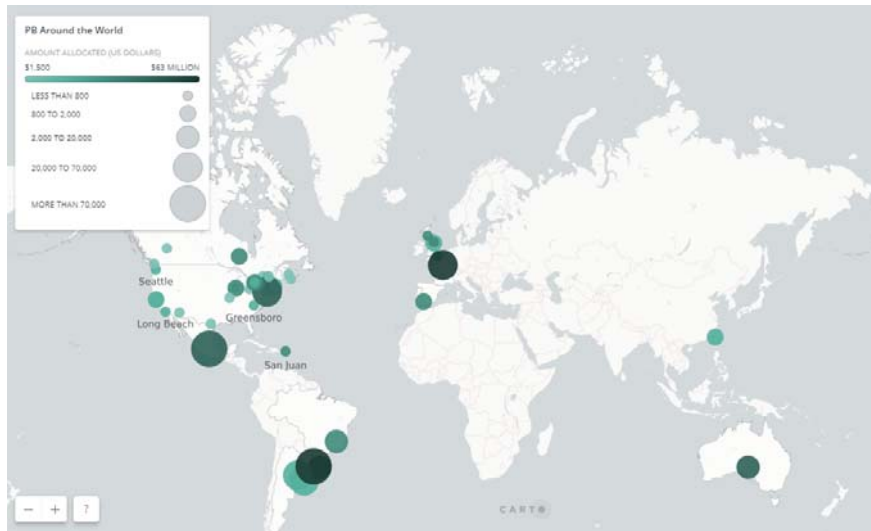 PB Around the World
AMOUNT ALLOCATED (US DOLLARS)
$1,500 $63 MILLION
LESS THAN 800
800 TO 2,000
2,000 TO 20,000
20,000 TO 70,000
MORE THAN 70,000
Seattle
Long Beach
Greensboro
San Juan
− + ?
CARTO